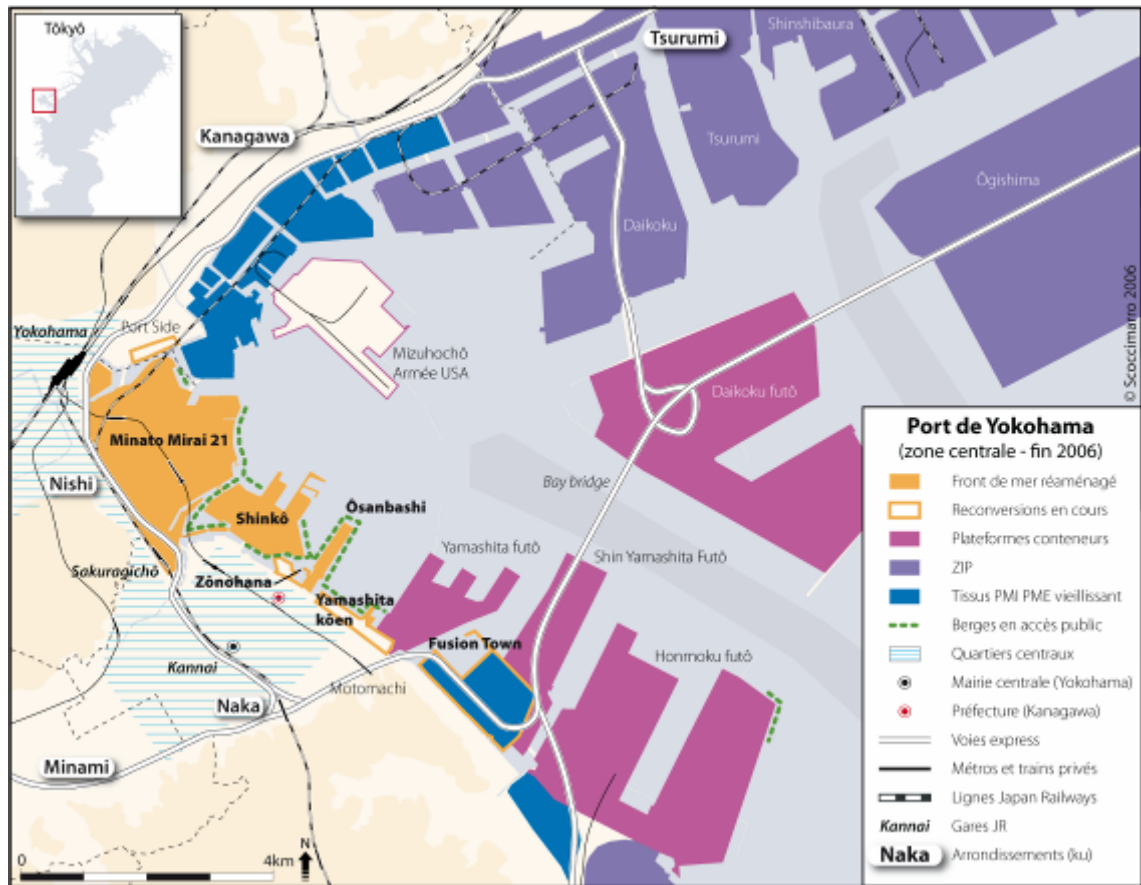 Tôkyô
Tsurumi
Shinshibaura
Kanagawa
Tsurumi
Ôgishima
Daikoku
Yokohama
Port Side
Mizuhochô
Armée USA
Daikoku futô
© Scoccimarro 2006
Minato Mirai 21
Nishi
Bay bridge
Shinkô
Ôsanbashi
Yamashita futô
Shin Yamashita Futô
Sakuragichô
Zônohana
Yamashita
kôen
Fusion Town
Honmoku futô
Kannai
Motomachi
Naka
Minami
0
4km
N
Port de Yokohama
(zone centrale - fin 2006)
Front de mer réaménagé
Reconversions en cours
Plateformes conteneurs
ZIP
Tissus PMI PME vieillissant
Berges en accès public
Quartiers centraux
Mairie centrale (Yokohama)
Préfecture (Kanagawa)
Voies express
Métros et trains privés
Lignes Japan Railways
Kannai Gares JR
Naka Arrondissements (ku)